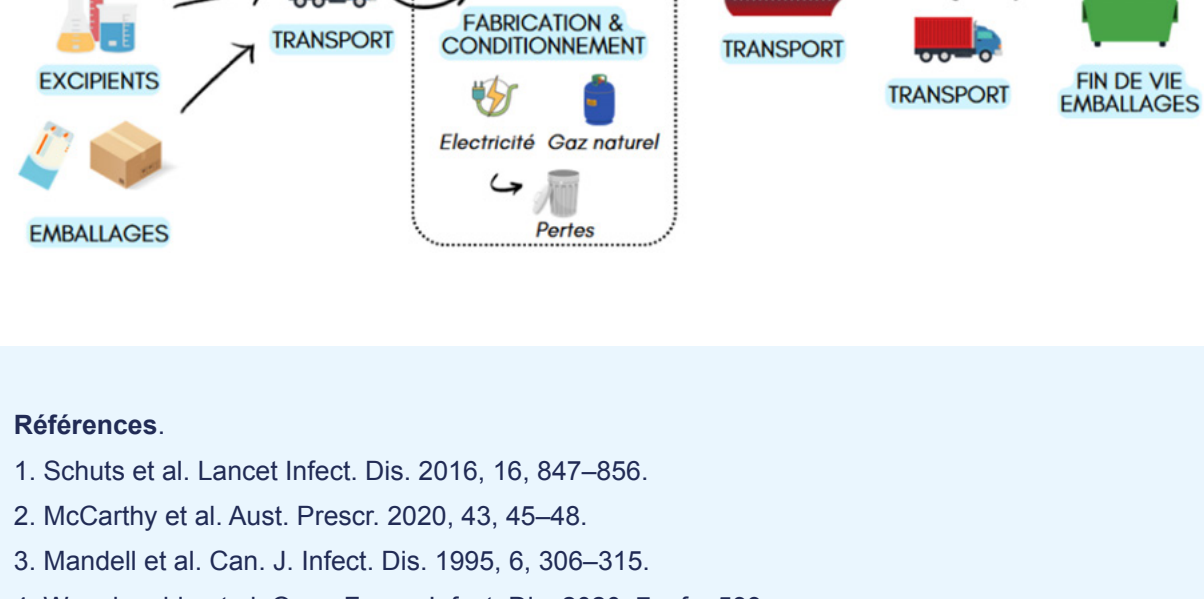 EXCIPIENTS
EMBALLAGES
TRANSPORT
FABRICATION &
CONDITIONNEMENT
Electricité Gaz naturel
Pertes
TRANSPORT
TRANSPORT
FIN DE VIE
EMBALLAGES
Références.
1. Schuts et al. Lancet Infect. Dis. 2016, 16, 847–856.
2. McCarthy et al. Aust. Prescr. 2020, 43, 45–48.
3. Mandell et al. Can. J. Infect. Dis. 1995, 6, 306–315.